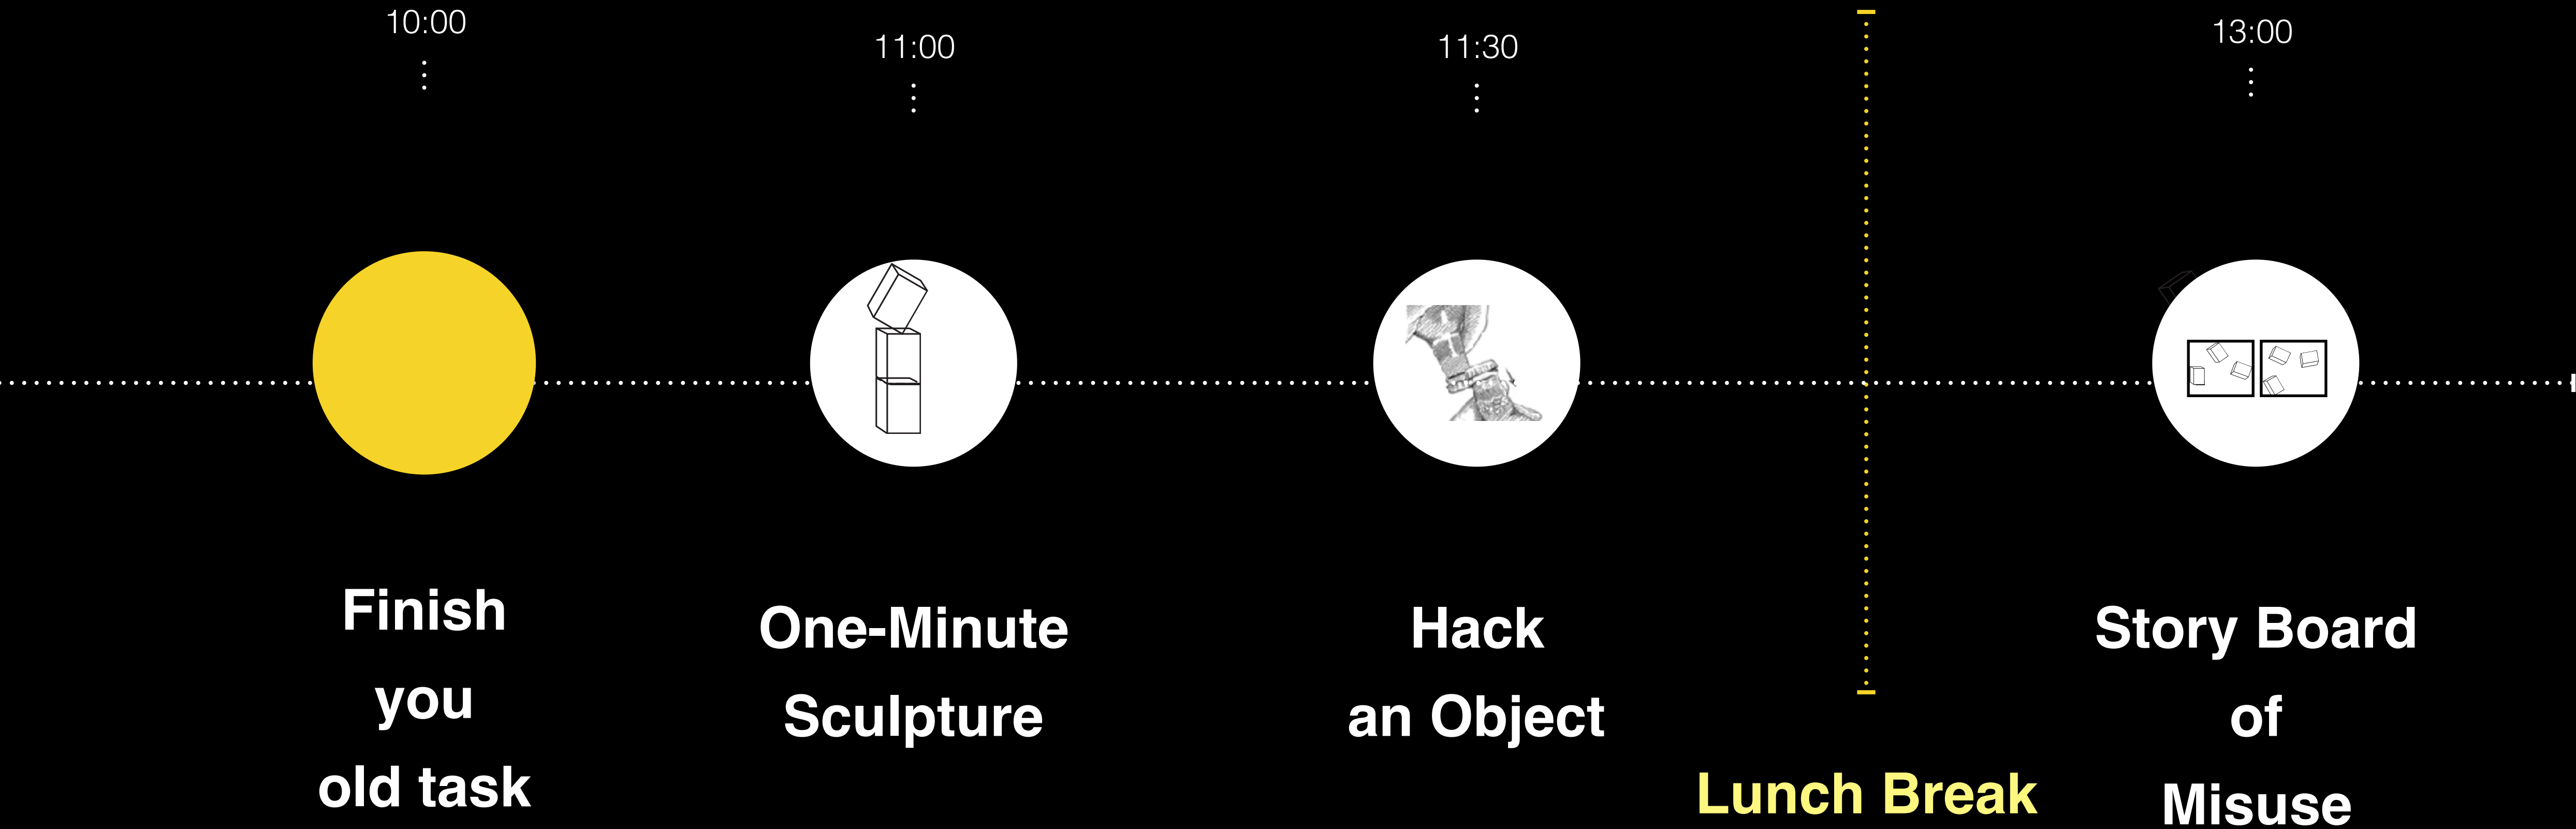 10:00
11:00
11:30
13:00
Finish
you
old task
One-Minute
Sculpture
Hack
an Object
Lunch Break
Story Board
of
Misuse